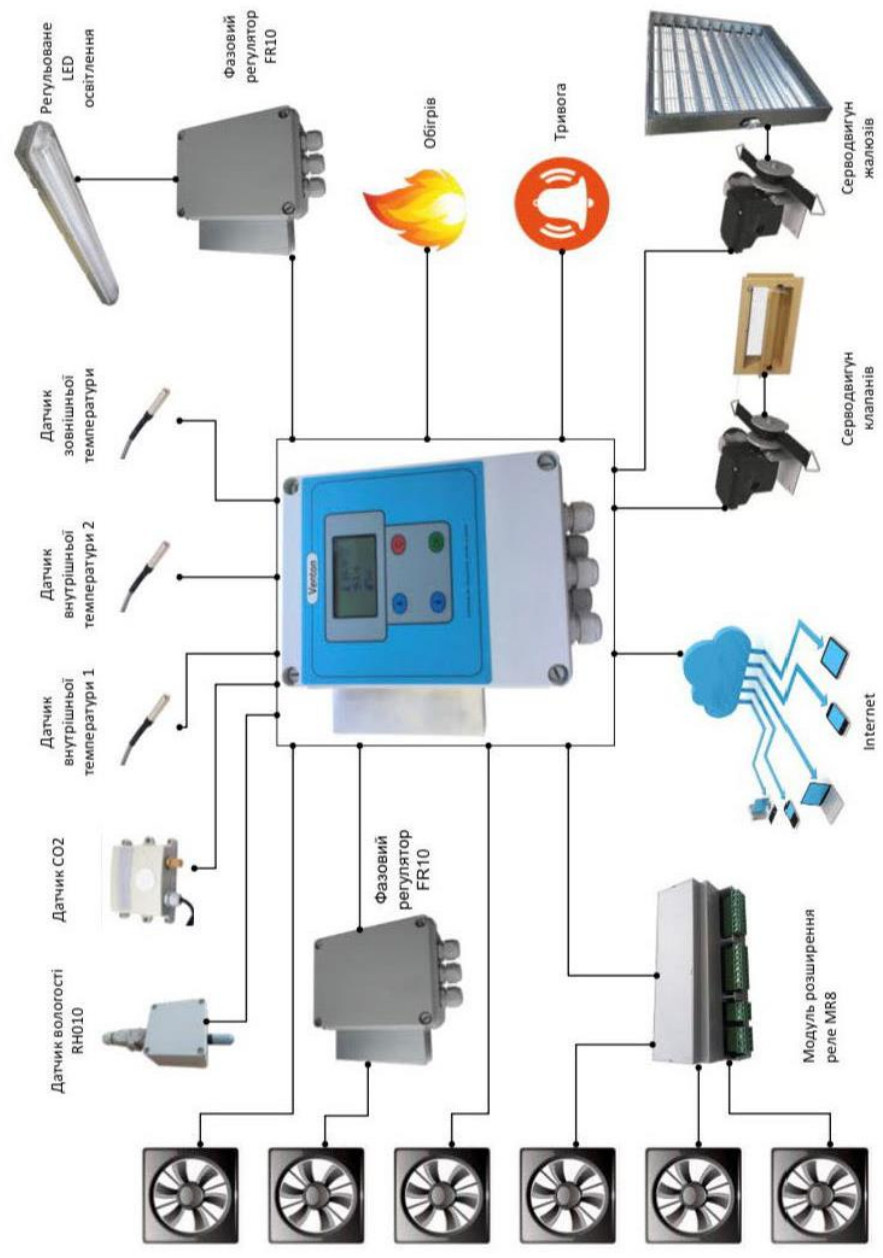 Датчик вологості
RH010
Датчик CO2
Датчик
внутрішньої
температури 1
Датчик
внутрішньої
температури 2
Датчик
зовнішньої
температури
Регульоване
LED
освітлення
Фазовий
регулятор
FR10
Обігрів
Тривога
Фазовий
регулятор
FR10
Venton
Модуль розширення
реле MR8
Internet
Серводвигун
клапанів
Серводвигун
жалюзів